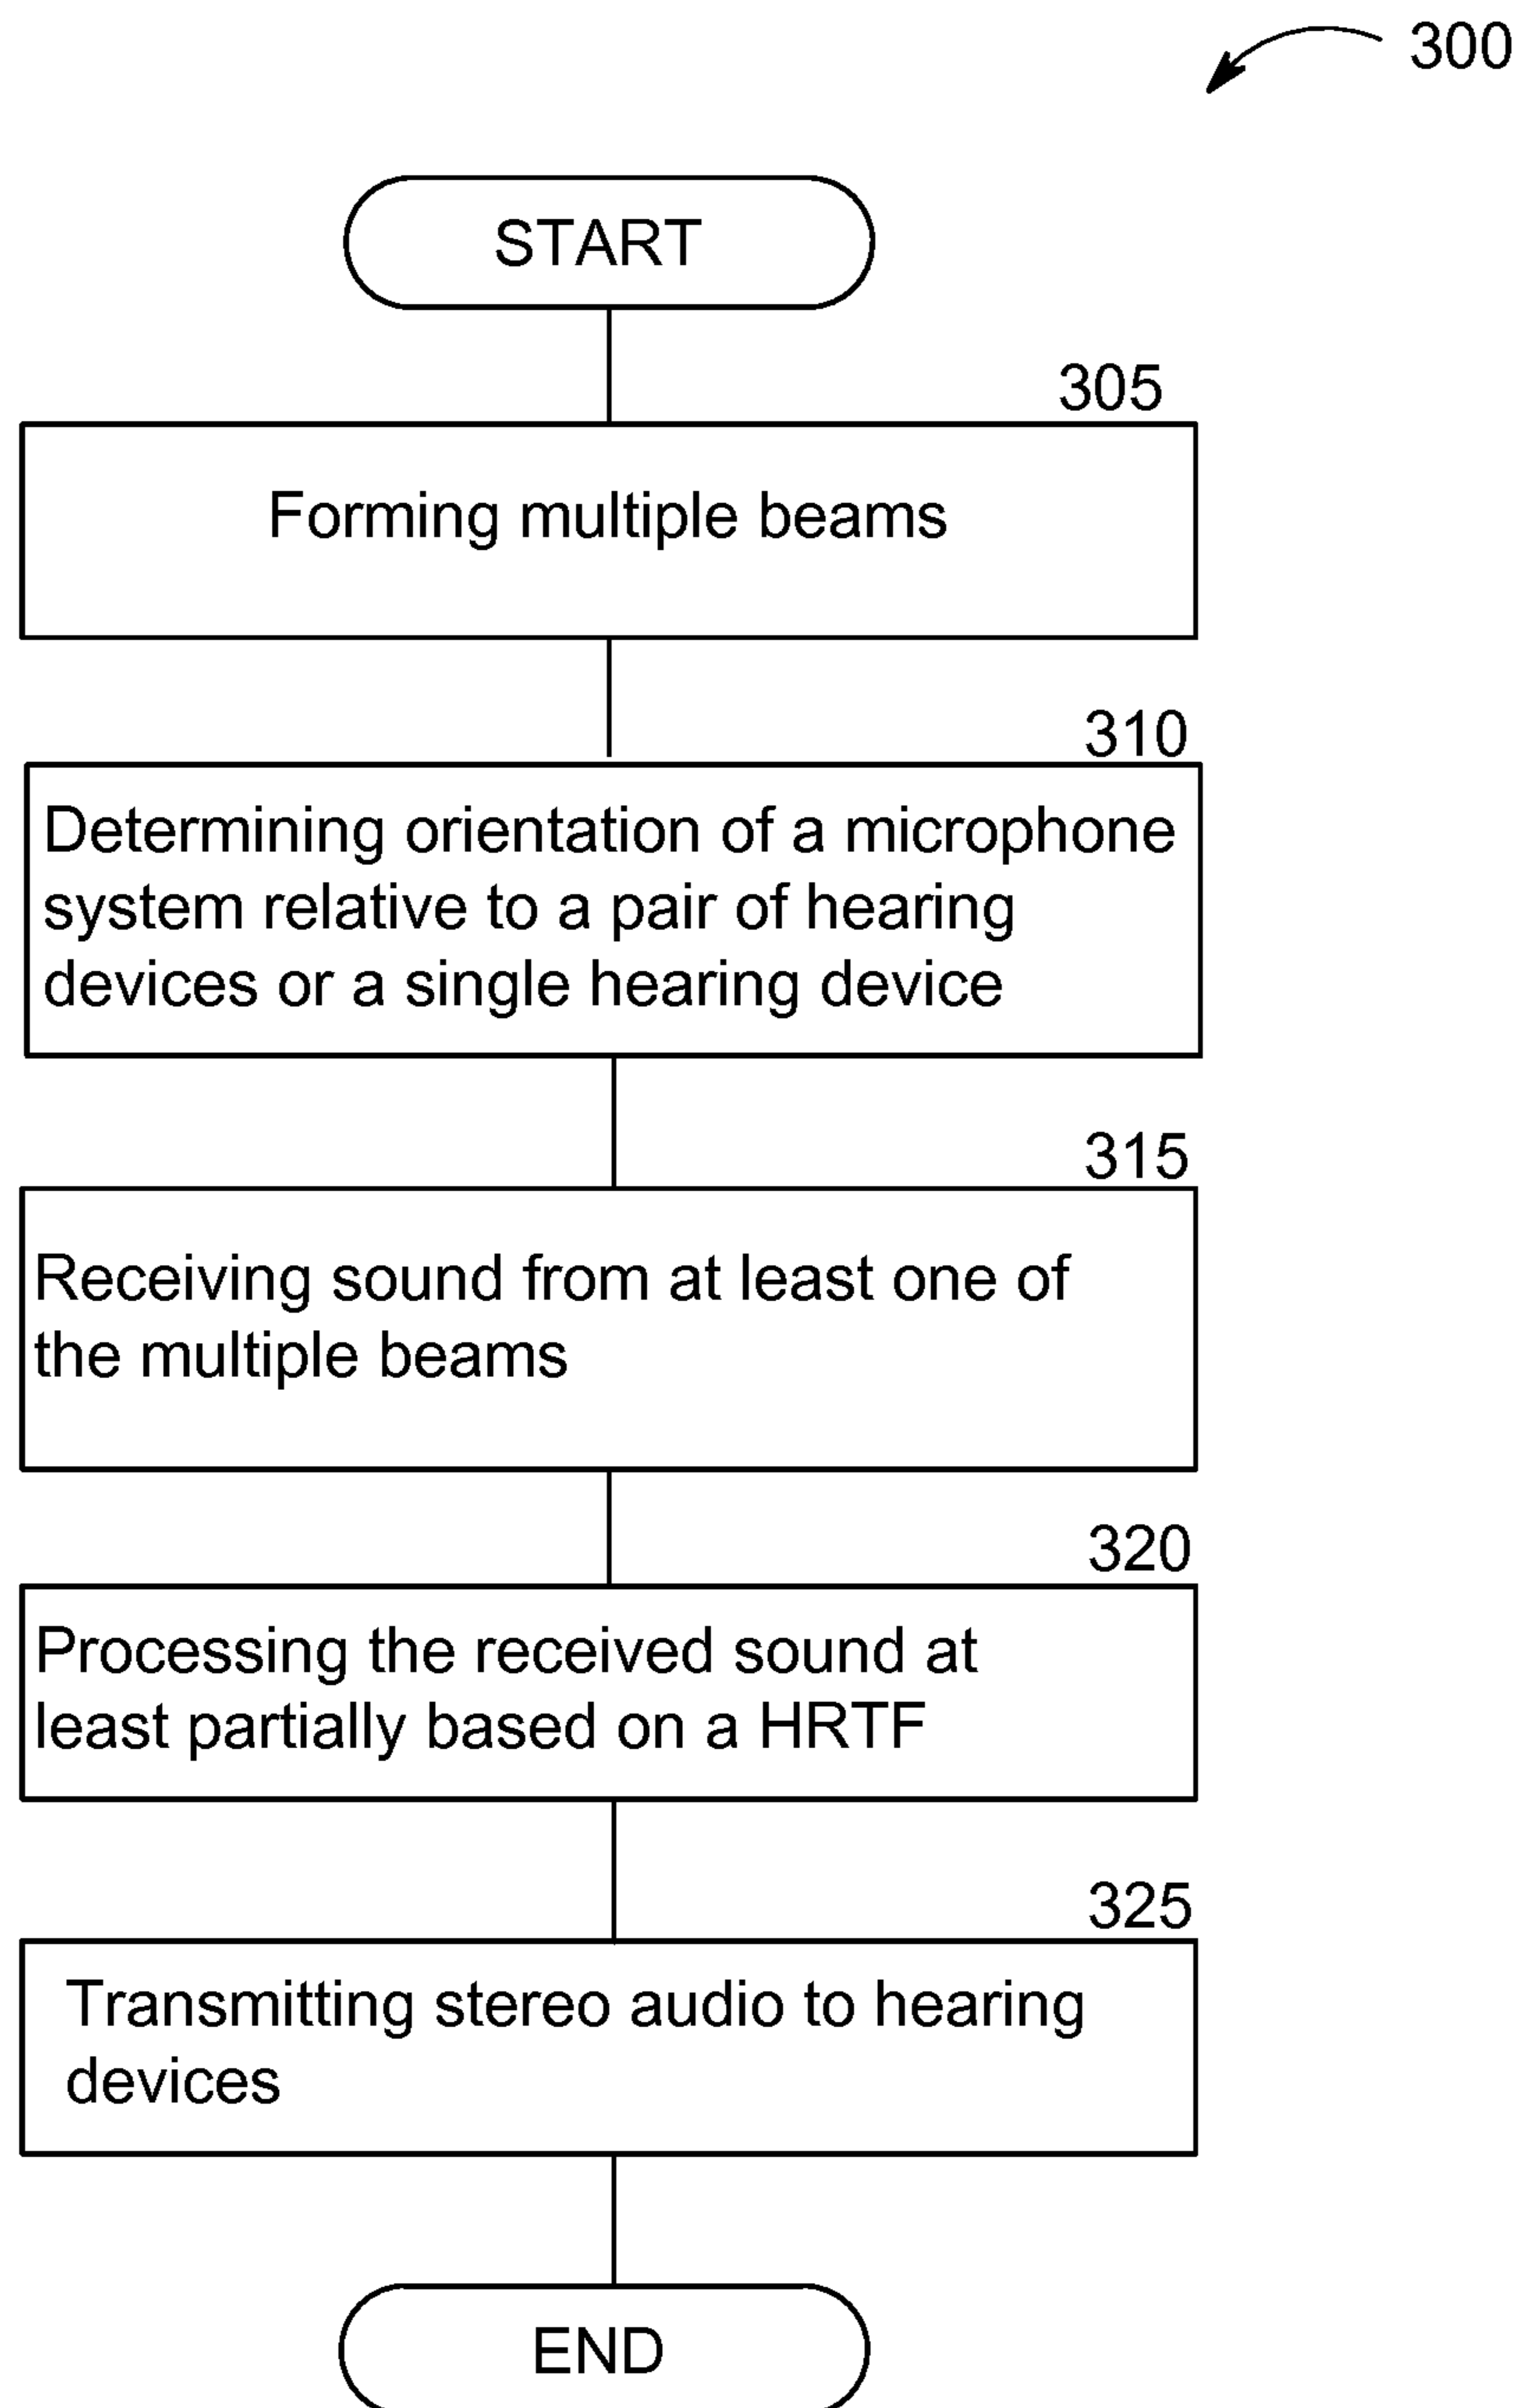 300
START
305
Forming multiple beams
310
Determining orientation of a microphone
system relative to a pair of hearing
devices or a single hearing device
315
Receiving sound from at least one of
the multiple beams
320
Processing the received sound at
least partially based on a HRTF
325
Transmitting stereo audio to hearing
devices
END